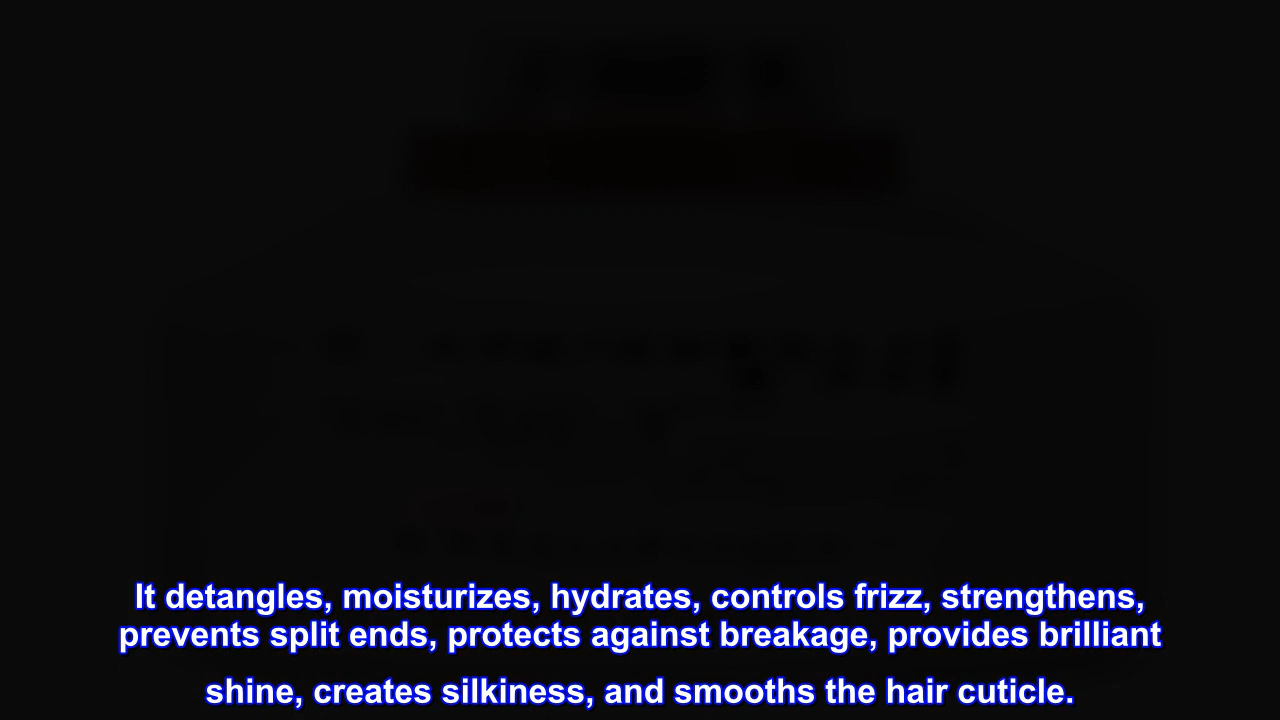 It detangles, moisturizes, hydrates, controls frizz, strengthens,
prevents split ends, protects against breakage, provides brilliant
shine, creates silkiness, and smooths the hair cuticle.